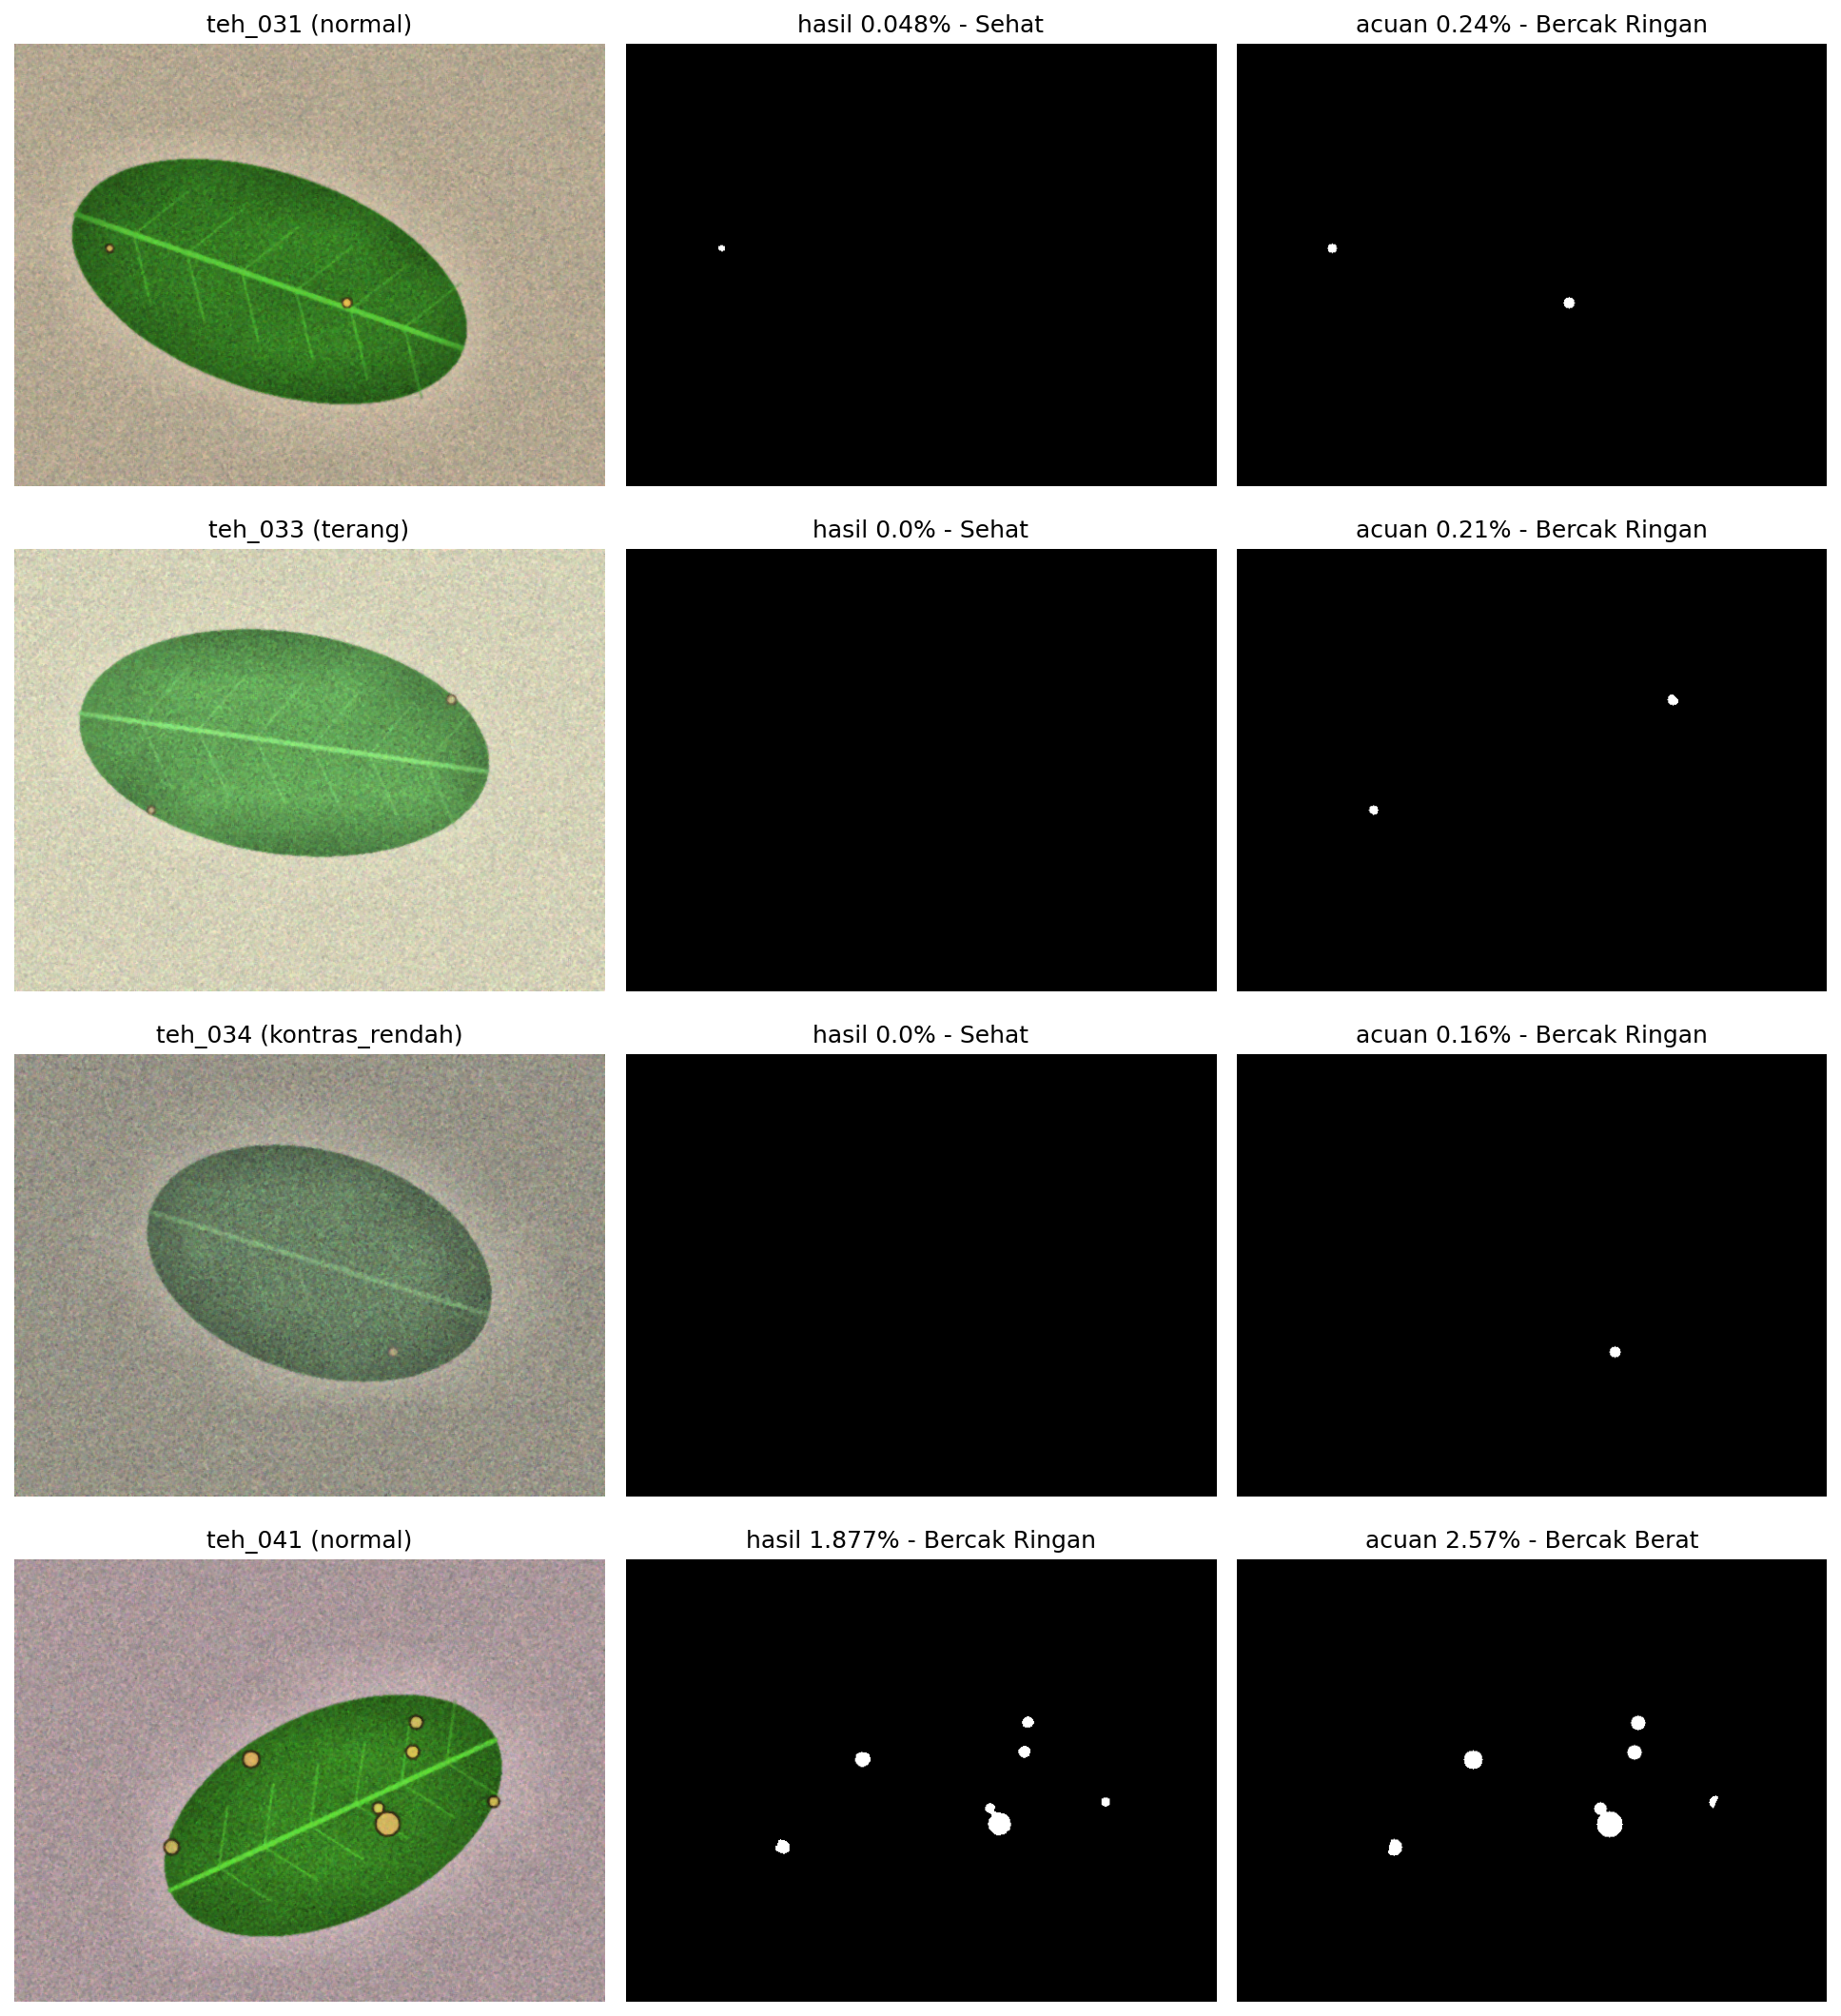 teh_031 (normal)
hasil 0.048% - Sehat
acuan 0.24% - Bercak Ringan
teh_033 (terang)
hasil 0.0% - Sehat
acuan 0.21% - Bercak Ringan
teh_034 (kontras_rendah)
hasil 0.0% - Sehat
acuan 0.16% - Bercak Ringan
teh_041 (normal)
hasil 1.877% - Bercak Ringan
acuan 2.57% - Bercak Berat